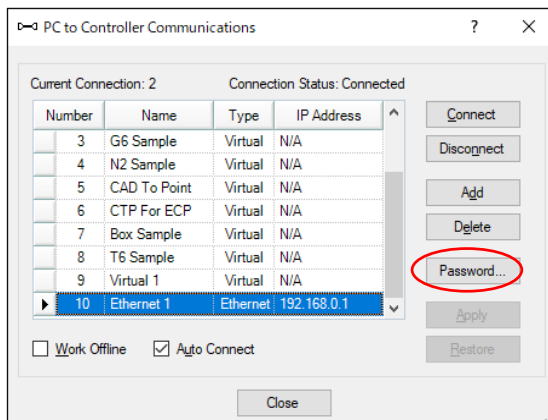 PC to Controller Communications
?
Current Connection: 2
Connection Status: Connected
Number Name Type IP Address
3 G6 Sample Virtual N/A
4 N2 Sample Virtual N/A
5 CAD To Point Virtual N/A
6 CTP For ECP Virtual N/A
7 Box Sample Virtual N/A
8 T6 Sample Virtual N/A
9 Virtual 1 Virtual N/A
10 Ethernet 1 Ethernet 192.168.0.1
Connect
Disconnect
Add
Delete
Password...
Apply
Restore
Work Offline
Auto Connect
Close